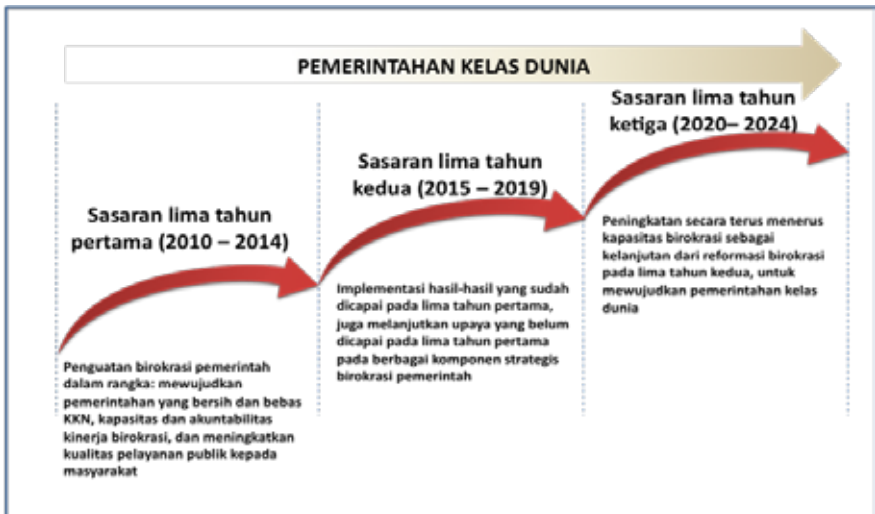 PEMERINTAHAN KELAS DUNIA
Sasaran lima tahun
pertama (2010 – 2014)
Penguatan birokrasi pemerintah
dalam rangka: mewujudkan
pemerintahan yang bersih dan bebas
KKN, kapasitas dan akuntabilitas
kinerja birokrasi, dan meningkatkan
kualitas pelayanan publik kepada
masyarakat
Sasaran lima tahun
kedua (2015 – 2019)
Implementasi hasil-hasil yang sudah
dicapai pada lima tahun pertama,
juga melanjutkan upaya yang belum
dicapai pada lima tahun pertama
pada berbagai komponen strategis
birokrasi pemerintah
Sasaran lima tahun
ketiga (2020– 2024)
Peningkatan secara terus menerus
kapasitas birokrasi sebagai
kelanjutan dari reformasi birokrasi
pada lima tahun kedua, untuk
mewujudkan pemerintahan kelas
dunia